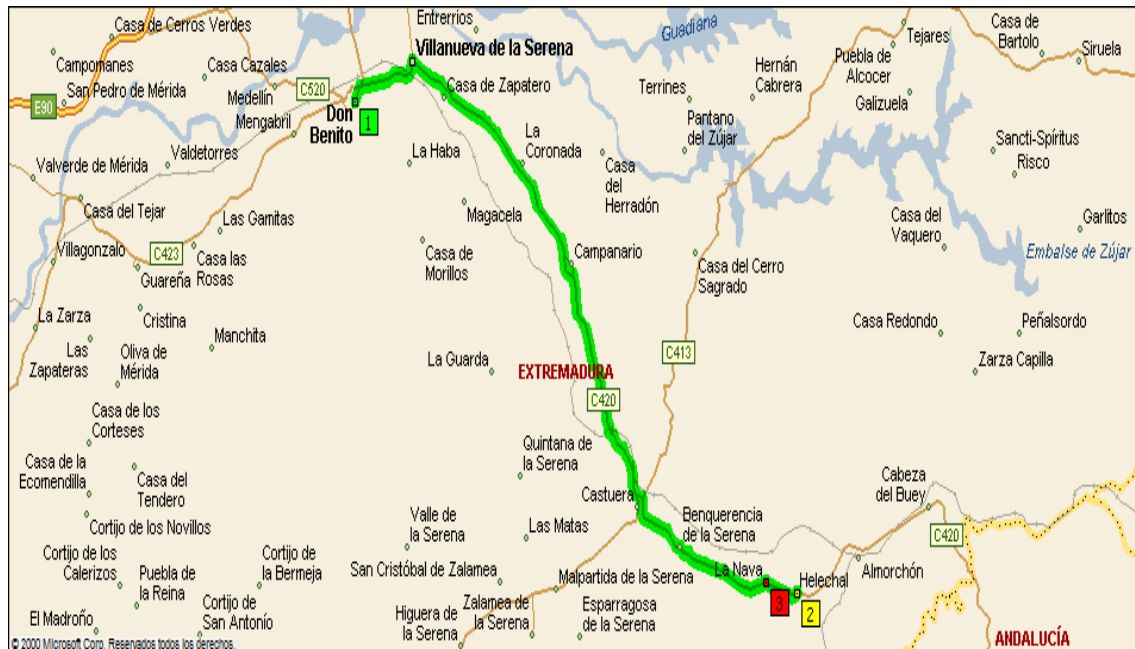 Casa de Cerros Verdes
Entrerrios
Guadiana
Tejares
Casa de
Bartolo
Siruela
Campomanes
Casa Cazales
Villanueva de la Serena
Hernán
Cabrera
Puebla de
Alcocer
San Pedro de Mérida
E90
Medellín
C520
Casa de Zapatero
Terrines
Galizuela
Mengabril
Don
Benito
1
La
Coronada
Pantano
del Zújar
Sancti-Spíritus
Risco
Valverde de Mérida
Valdetorres
La Haba
Casa
del
Herradón
Casa del Tejar
Las Gamitas
Magacela
Casa del
Vaquero
Garlitos
Villagonzalo
C423
Casa las
Rosas
Guareña
Casa de
Morillos
Campanario
Casa del Cerro
Sagrado
Embalse de Zújar
La Zarza
Cristina
Manchita
Casa Redondo
Peñalsordo
Las
Zapateras
Oliva de
Mérida
La Guarda
EXTREMADURA
C413
Zarza Capilla
C420
Casa de los
Corteses
Quintana de
la Serena
Casa de la
Ecomendilla
Casa del
Tendero
Castuera
Cabeza
del Buey
Cortijo de los Novillos
Valle de
la Serena
Las Matas
Benquerencia
de la Serena
C420
Cortijo de los
Calerizos
Puebla de
la Reina
Cortijo de
la Bermeja
San Cristóbal de Zalamea
Malpartida de la Serena
La Nava
Helechal
Almorchón
3
2
El Madroño
Cortijo de
San Antonío
Higuera de
la Serena
Zalamea de
la Serena
Esparragosa
de la Serena
ANDALUCÍA
© 2000 Microsoft Corp. Reservados todos los derechos.